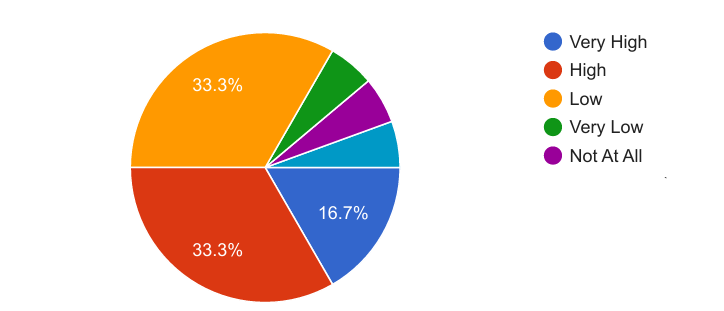 33.3%
16.7%
33.3%
Very High
High
Low
Very Low
Not At All